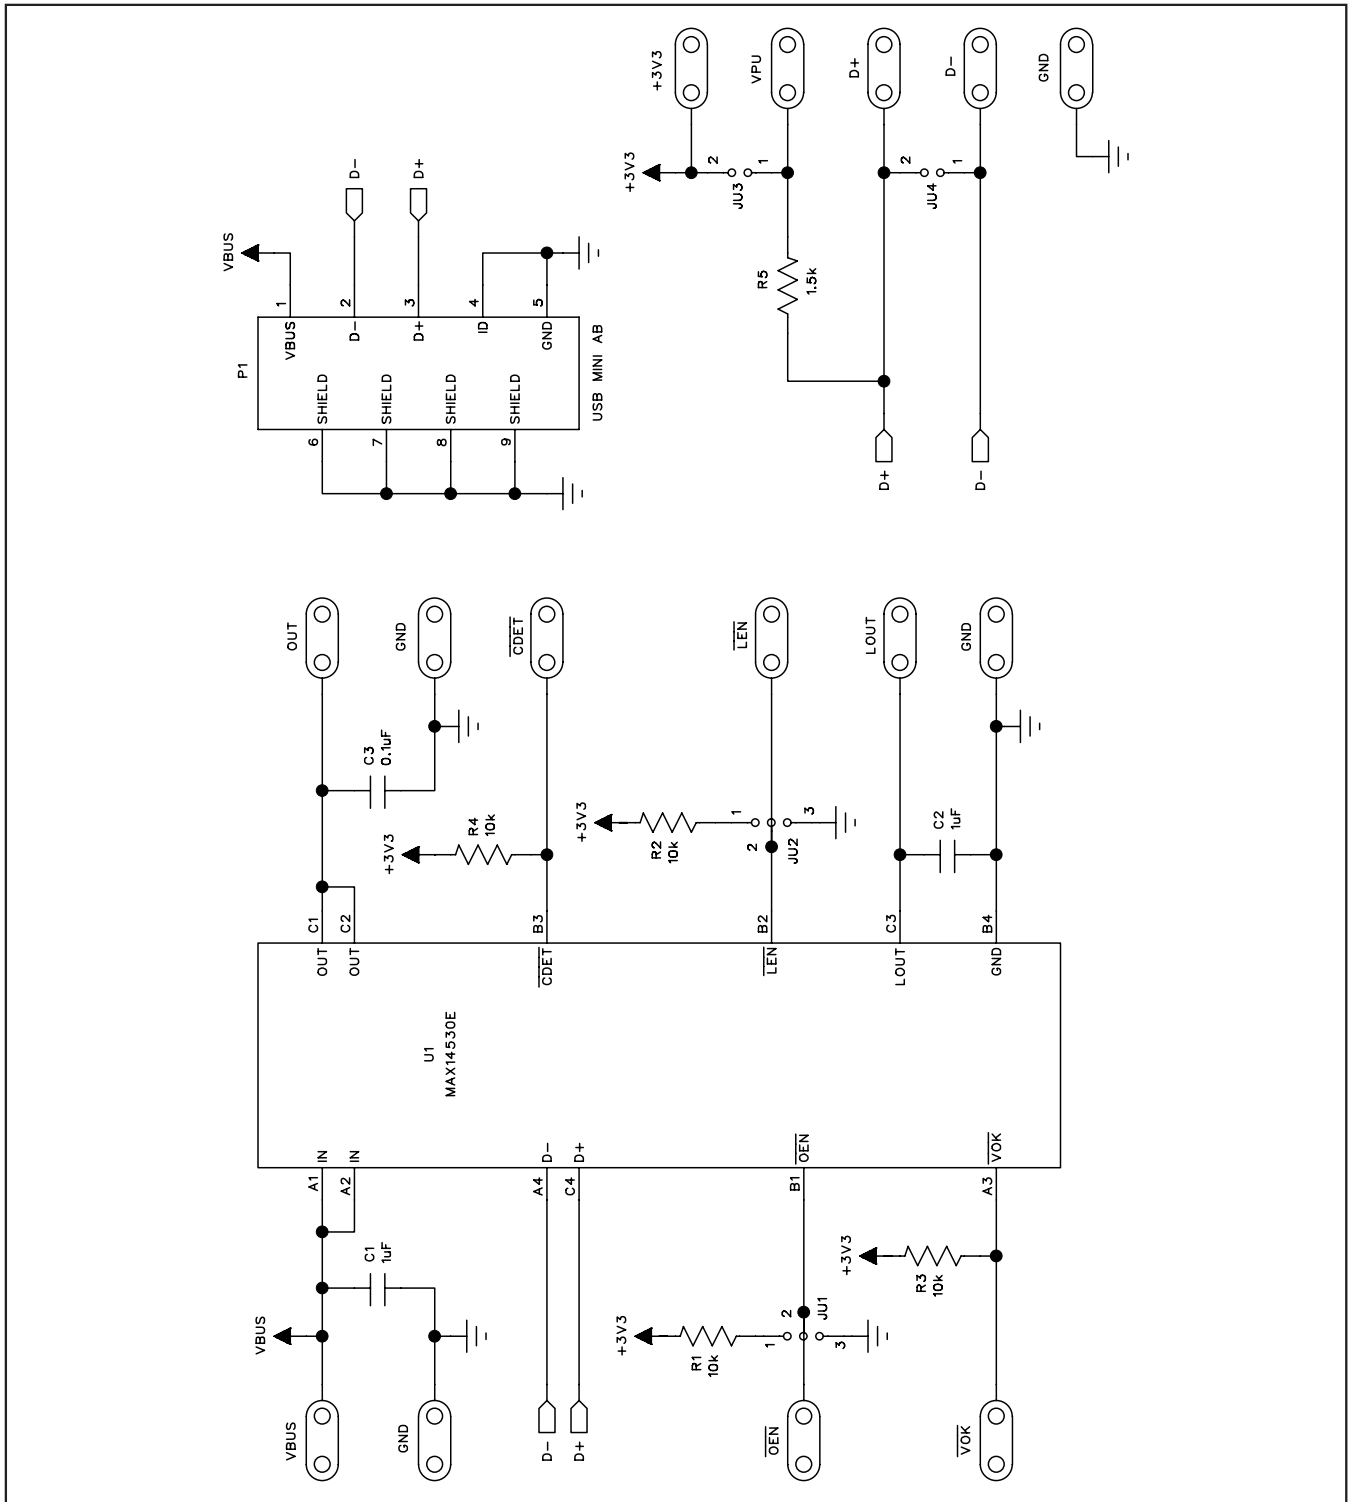 VBUS
GND
D-
D+
OEN
VOK
VBUS
C1
1uF
+3V3
R1
10k
1
2
3
JU1
+3V3
R3
10k
A1
A2
A4
C4
B1
A3
IN
IN
D-
D+
OEN
VOK
U1
MAX14530E
OUT
OUT
CDET
LEN
LOUT
GND
C1
C2
B3
B2
C3
B4
+3V3
R4
10k
C3
0.1uF
+3V3
R2
10k
1
2
3
JU2
C2
1uF
OUT
GND
CDET
LEN
LOUT
GND
P1
USB MINI AB
6
7
8
9
SHIELD
SHIELD
SHIELD
SHIELD
VBUS
D-
D+
ID
GND
1
2
3
4
5
VBUS
D-
D+
D+
D-
R5
1.5k
+3V3
2
1
JU3
2
1
JU4
+3V3
VPU
D+
D-
GND